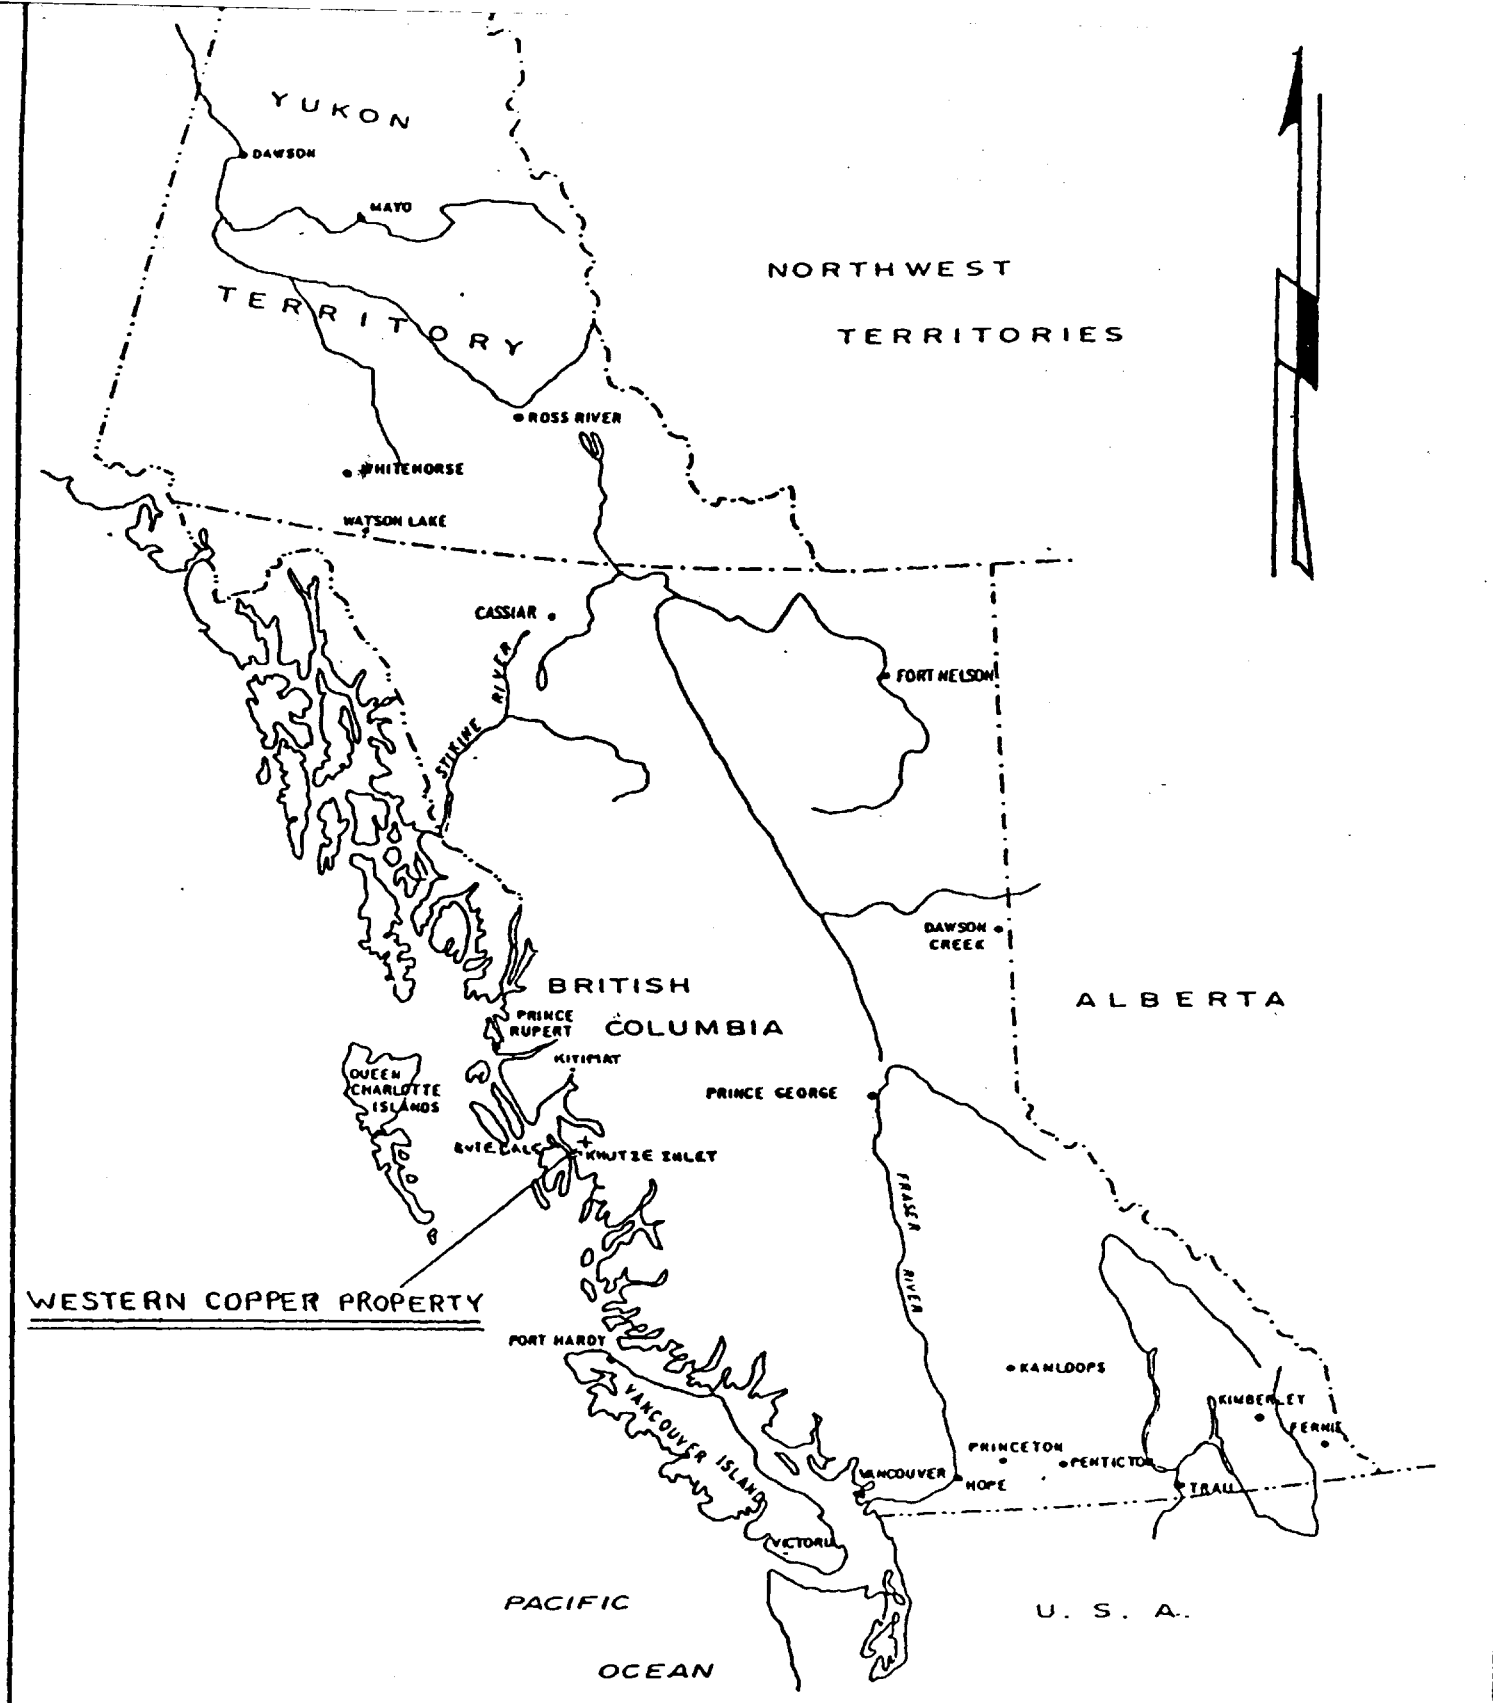 YUKON
DAWSON
MAYO
NORTHWEST
TERRITORY
TERRITORIES
ROSS RIVER
WHITEHORSE
WATSON LAKE
CASSIAR
STIKINE RIVER
FORT NELSON
DAWSON
CREEK
BRITISH
COLUMBIA
ALBERTA
PRINCE
RUPERT
KITIMAT
QUEEN
CHARLOTTE
ISLANDS
PRINCE GEORGE
KHUTZE INLET
FRASER RIVER
WESTERN COPPER PROPERTY
PORT HARDY
VANCOUVER ISLAND
KAMLOOPS
KIMBERLEY
FERNIE
PRINCETON
PENTICTON
VANCOUVER
HOPE
TRAIL
VICTORIA
PACIFIC
OCEAN
U. S. A.